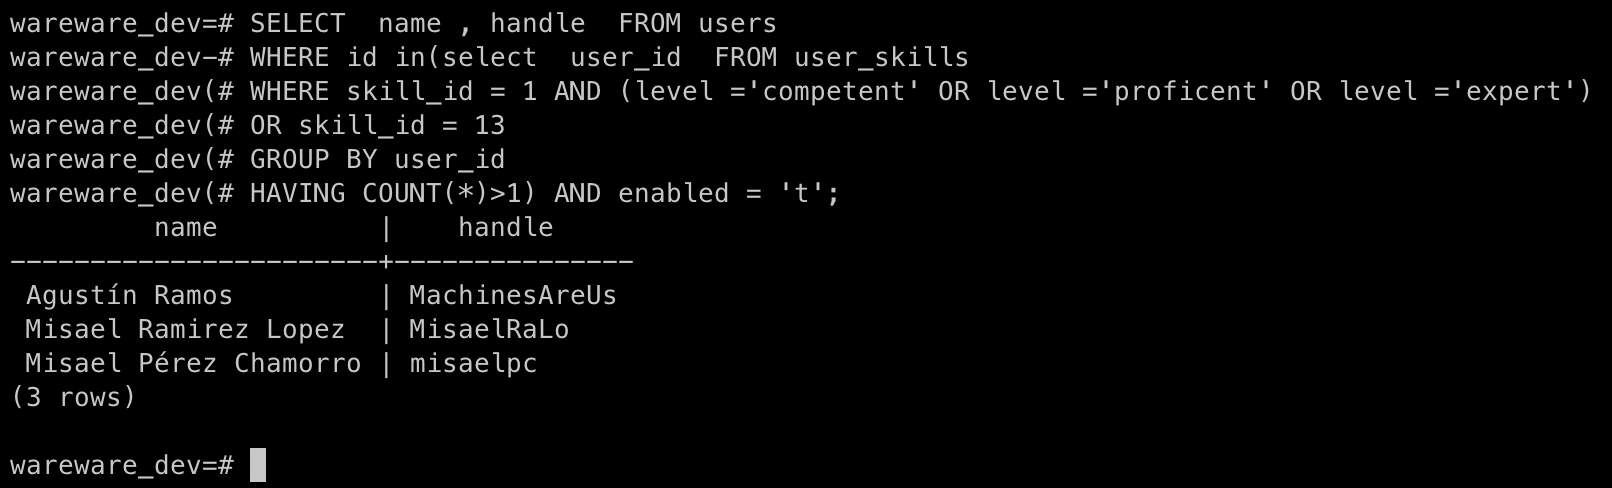 wareware_dev=# SELECT  name , handle  FROM users
wareware_dev-# WHERE id in(select  user_id  FROM user_skills
wareware_dev(# WHERE skill_id = 1 AND (level ='competent' OR level ='proficent' OR level ='expert')
wareware_dev(# OR skill_id = 13
wareware_dev(# GROUP BY user_id
wareware_dev(# HAVING COUNT(*)>1) AND enabled = 't';
         name          |    handle
-----------------------+---------------
 Agustín Ramos         | MachinesAreUs
 Misael Ramirez Lopez  | MisaelRaLo
 Misael Pérez Chamorro | misaelpc
(3 rows)
wareware_dev=#